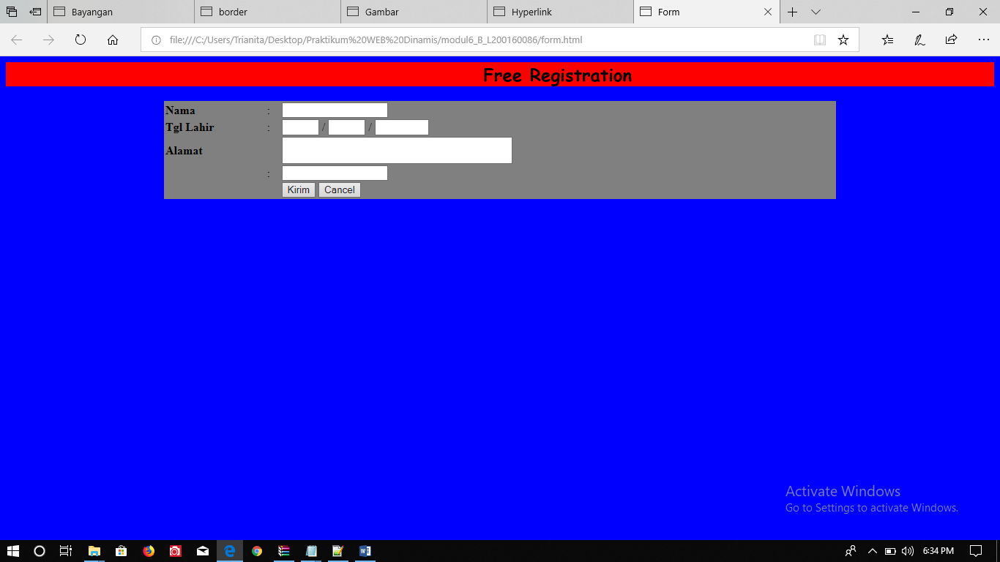 Bayangan border Gambar Hyperlink Form
file:///C:/Users/Trianita/Desktop/Praktikum%20WEB%20Dinamis/modul6_B_L200160086/form.html
Free Registration
Nama :
Tgl Lahir : / /
Alamat
:
Kirim Cancel
Activate Windows
Go to Settings to activate Windows.
6:34 PM